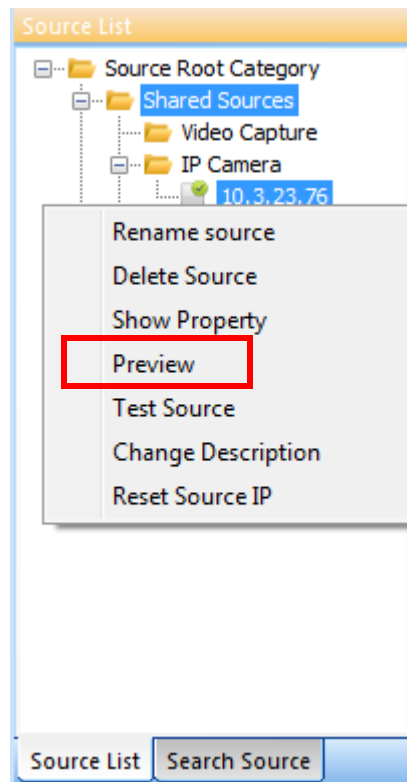 Source List
Source Root Category
Shared Sources
Video Capture
IP Camera
10.3.23.76
Rename source
Delete Source
Show Property
Preview
Test Source
Change Description
Reset Source IP
Source List Search Source